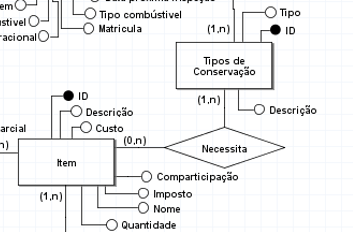 Tipo combústivel
Matricula
(1,n)
Tipo
ID
Tipos de
Conservação
(1,n)
Descrição
ID
Descrição
Custo
(0,n)
Necessita
Item
Comparticipação
Imposto
Nome
(1,n)
Quantidade